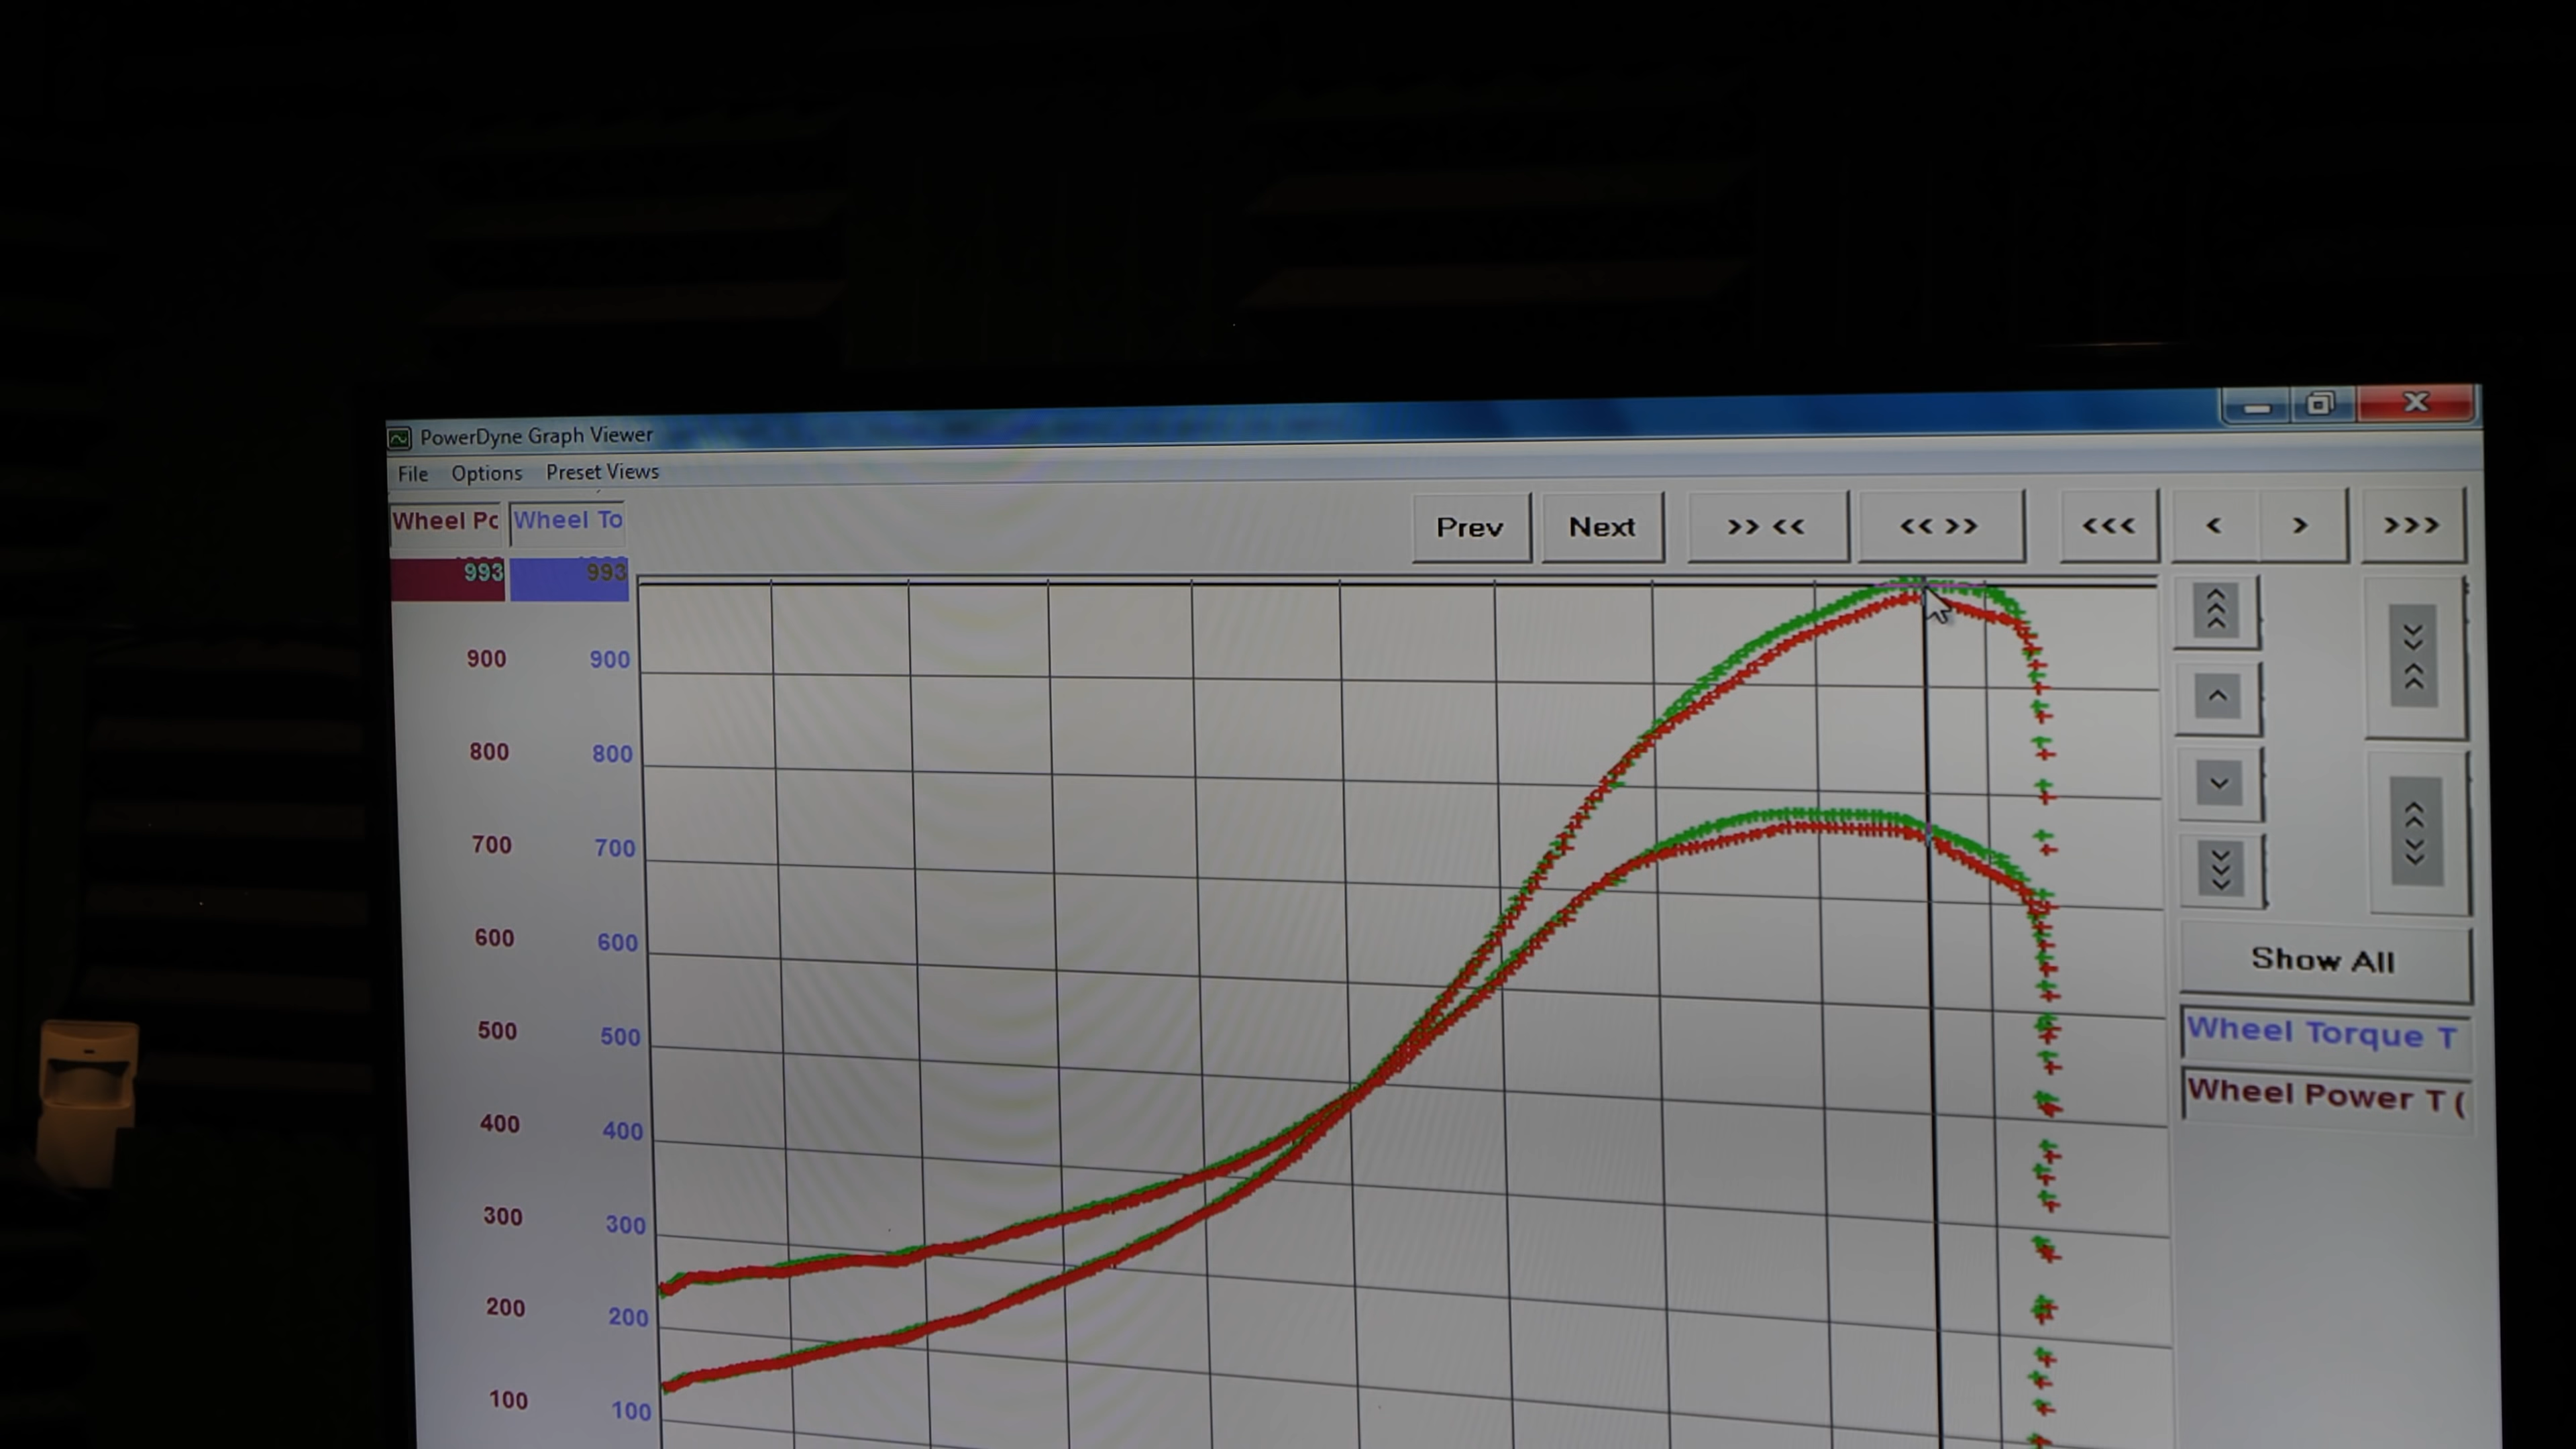 PowerDyne Graph Viewer
File Options Preset Views
Wheel Pc Wheel To
Prev Next >> << << >> <<< < > >>>
993 993
900 900
800 800
700 700
600 600
500 500
400 400
300 300
200 200
100 100
Show All
Wheel Torque T
Wheel Power T (